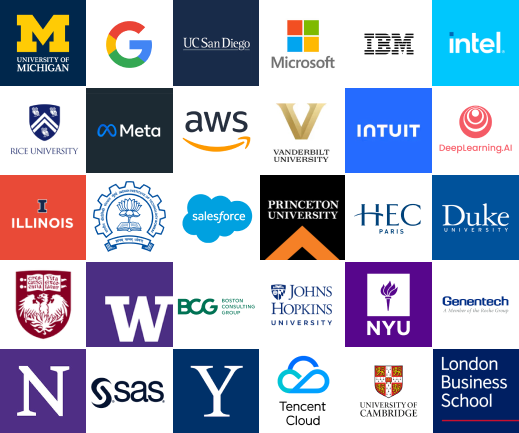 M
UNIVERSITY OF
MICHIGAN
G
UC San Diego
Microsoft
IBM
intel.
RICE UNIVERSITY
Meta
aws
V
VANDERBILT
UNIVERSITY
INTUIT
DeepLearning.AI
I
ILLINOIS
salesforce
PRINCETON
UNIVERSITY
HEC
PARIS
Duke
UNIVERSITY
W
BCG
BOSTON
CONSULTING
GROUP
JOHNS
HOPKINS
UNIVERSITY
NYU
Genentech
A Member of the Roche Group
N
sas
Y
Tencent
Cloud
UNIVERSITY OF
CAMBRIDGE
London
Business
School